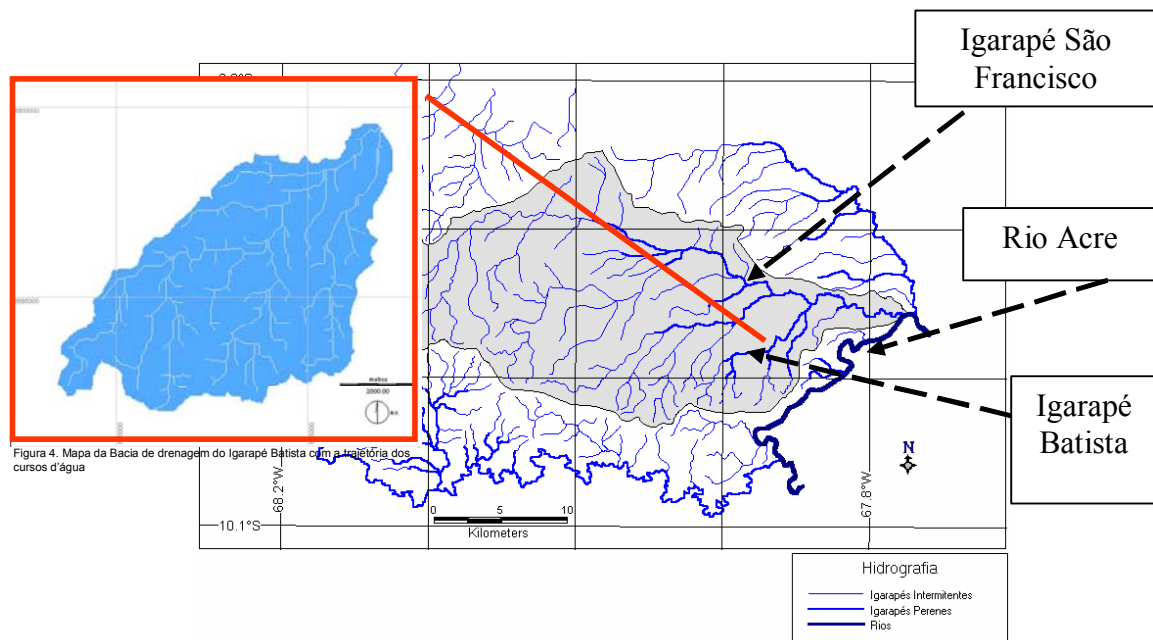 Igarapé São
Francisco
Rio Acre
Igarapé
Batista
metros
2000.00
Figura 4. Mapa da Bacia de drenagem do Igarapé Batista com a trajetória dos
cursos d'água
68.2°W
67.8°W
10.1°S
N
0 5 10
Kilometers
Hidrografia
Igarapés Intermitentes
Igarapés Perenes
Rios